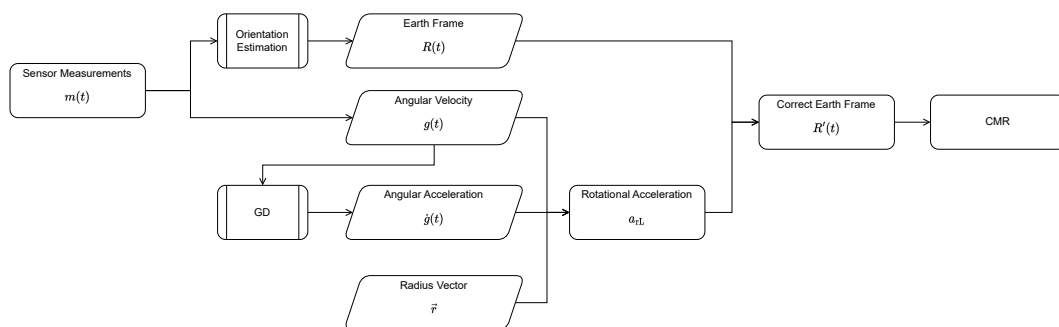 Orientation
Estimation
Earth Frame
R(t)
Sensor Measurements
m(t)
Angular Velocity
g(t)
Correct Earth Frame
R′(t)
CMR
GD
Angular Acceleration
ġ(t)
Rotational Acceleration
a_rL
Radius Vector
r⃗